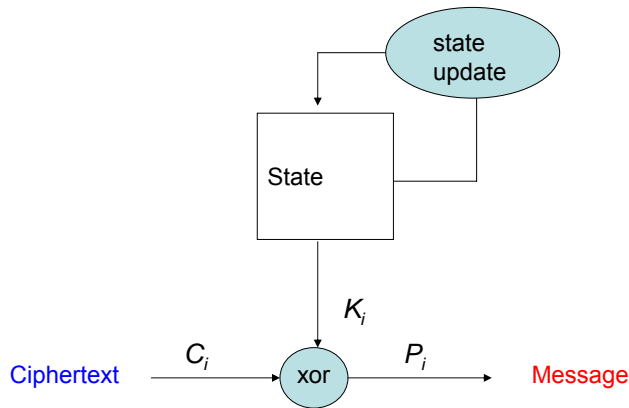 state
update
State
K_i
C_i
P_i
Ciphertext
xor
Message